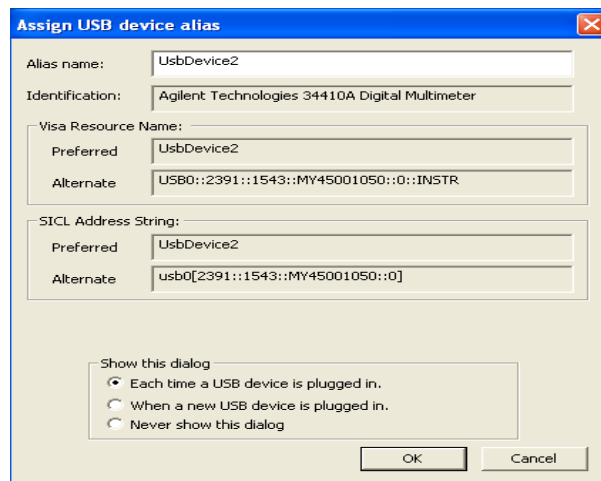 Assign USB device alias
Alias name: UsbDevice2
Identification: Agilent Technologies 34410A Digital Multimeter
Visa Resource Name:
Preferred UsbDevice2
Alternate USB0::2391::1543::MY45001050::0::INSTR
SICL Address String:
Preferred UsbDevice2
Alternate usb0[2391::1543::MY45001050::0]
Show this dialog
Each time a USB device is plugged in.
When a new USB device is plugged in.
Never show this dialog
OK Cancel